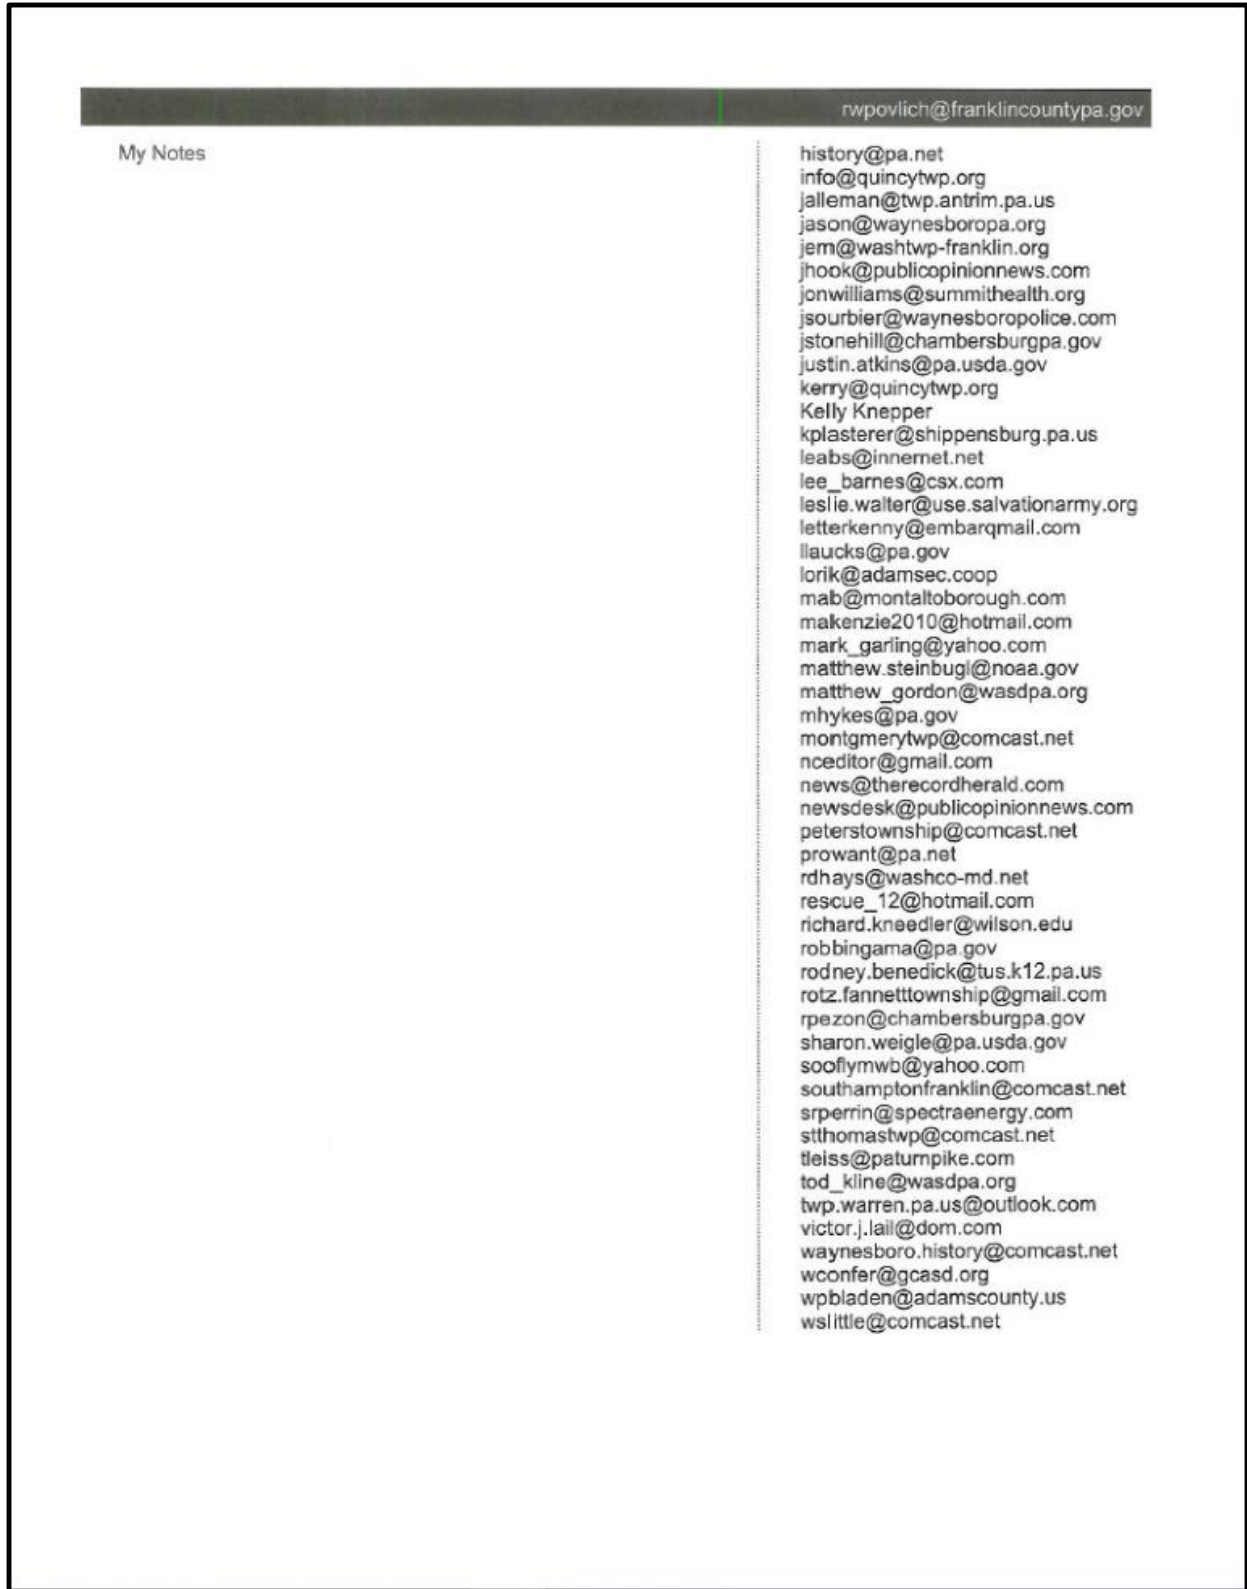 rwpovlich@franklincountypa.gov
My Notes
history@pa.net
info@quincytwp.org
jalleman@twp.antrim.pa.us
jason@waynesboropa.org
jern@washtwp-franklin.org
jhook@publicopinionnews.com
jonwilliams@summithealth.org
jsourbier@waynesboropolice.com
jstonehill@chambersburgpa.gov
justin.atkins@pa.usda.gov
kerry@quincytwp.org
Kelly Knepper
kplasterer@shippensburg.pa.us
leabs@innernet.net
lee_barnes@csx.com
leslie.walter@use.salvationarmy.org
letterkenny@embarqmail.com
llaucks@pa.gov
lorik@adamsec.coop
mab@montaltoborough.com
makenzie2010@hotmail.com
mark_garling@yahoo.com
matthew.steinbugl@noaa.gov
matthew_gordon@wasdpa.org
mhykes@pa.gov
montgmerytwp@comcast.net
nceditor@gmail.com
news@therecordherald.com
newsdesk@publicopinionnews.com
peterstownship@comcast.net
prowant@pa.net
rdhays@washco-md.net
rescue_12@hotmail.com
richard.kneedler@wilson.edu
robbingama@pa.gov
rodney.benedick@tus.k12.pa.us
rotz.fannetttownship@gmail.com
rpezon@chambersburgpa.gov
sharon.weigle@pa.usda.gov
sooflymwb@yahoo.com
southamptonfranklin@comcast.net
srperrin@spectraenergy.com
stthomastwp@comcast.net
tleiss@paturnpike.com
tod_kline@wasdpa.org
twp.warren.pa.us@outlook.com
victor.j.lail@dom.com
waynesboro.history@comcast.net
wconfer@gcasd.org
wpbladen@adamscounty.us
wslittle@comcast.net